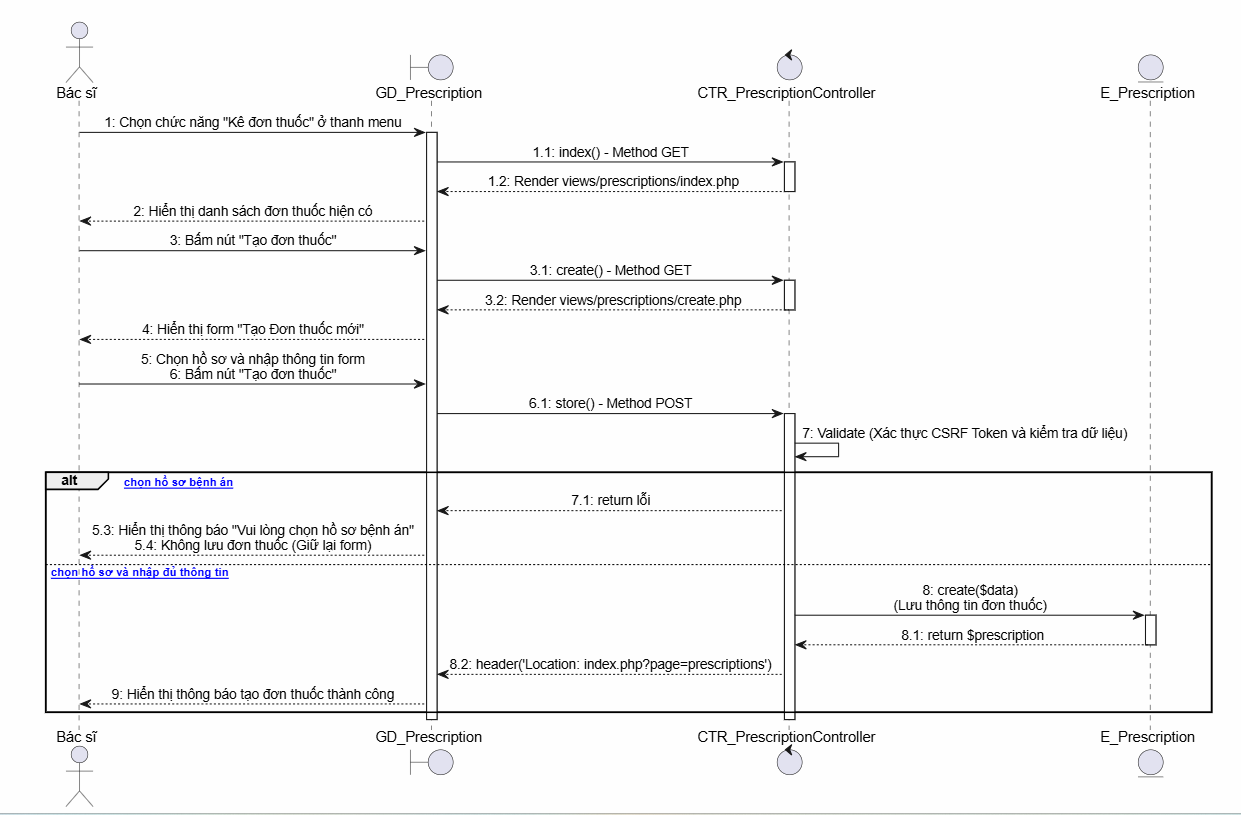 Bác sĩ
GD_Prescription
CTR_PrescriptionController
E_Prescription
1: Chọn chức năng "Kê đơn thuốc" ở thanh menu
1.1: index() - Method GET
1.2: Render views/prescriptions/index.php
2: Hiển thị danh sách đơn thuốc hiện có
3: Bấm nút "Tạo đơn thuốc"
3.1: create() - Method GET
3.2: Render views/prescriptions/create.php
4: Hiển thị form "Tạo Đơn thuốc mới"
5: Chọn hồ sơ và nhập thông tin form
6: Bấm nút "Tạo đơn thuốc"
6.1: store() - Method POST
7: Validate (Xác thực CSRF Token và kiểm tra dữ liệu)
alt
chọn hồ sơ bệnh án
7.1: return lỗi
5.3: Hiển thị thông báo "Vui lòng chọn hồ sơ bệnh án"
5.4: Không lưu đơn thuốc (Giữ lại form)
chọn hồ sơ và nhập đủ thông tin
8: create($data)
(Lưu thông tin đơn thuốc)
8.1: return $prescription
8.2: header('Location: index.php?page=prescriptions')
9: Hiển thị thông báo tạo đơn thuốc thành công
Bác sĩ
GD_Prescription
CTR_PrescriptionController
E_Prescription